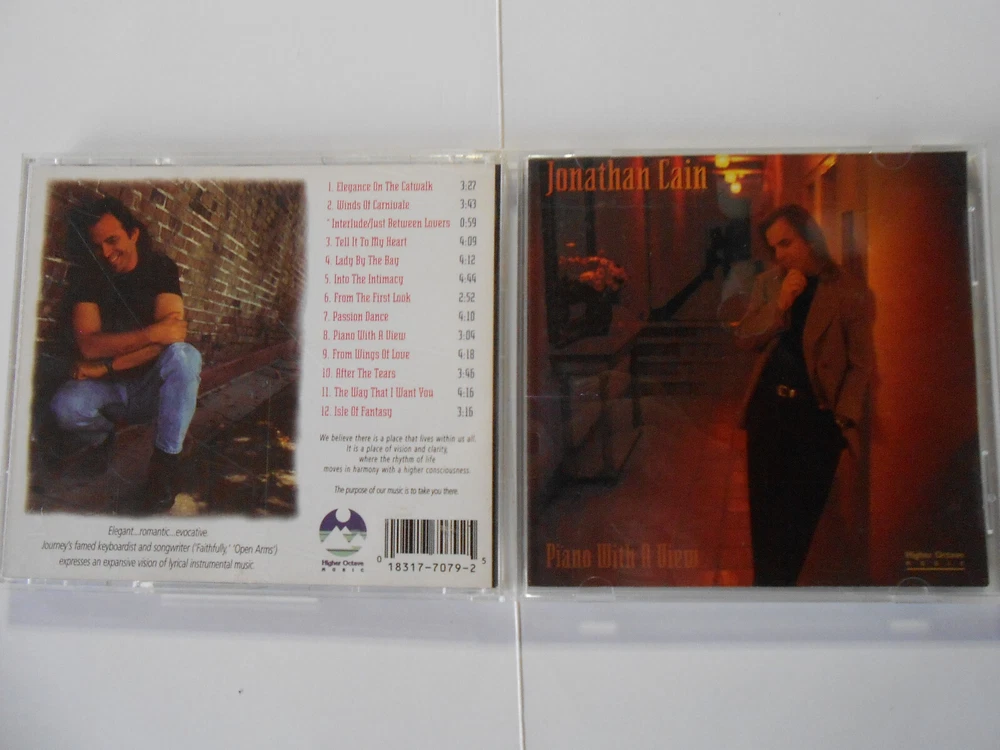 1. Elegance On The Catwalk 3:27
2. Winds Of Carnivale 3:43
* Interlude/Just Between Lovers 0:59
3. Tell It To My Heart 4:09
4. Lady By The Bay 4:12
5. Into The Intimacy 4:44
6. From The First Look 2:52
7. Passion Dance 4:10
8. Piano With A View 3:04
9. From Wings Of Love 4:18
10. After The Tears 3:46
11. The Way That I Want You 4:16
12. Isle Of Fantasy 3:16
We believe there is a place that lives within us all.
It is a place of vision and clarity,
where the rhythm of life
moves in harmony with a higher consciousness.
The purpose of our music is to take you there.
Elegant...romantic...evocative.
Journey's famed keyboardist and songwriter ("Faithfully," "Open Arms")
expresses an expansive vision of lyrical instrumental music.
Higher Octave
MUSIC
0 18317-7079-2 5
Jonathan Cain
Piano With A View
Higher Octave
MUSIC